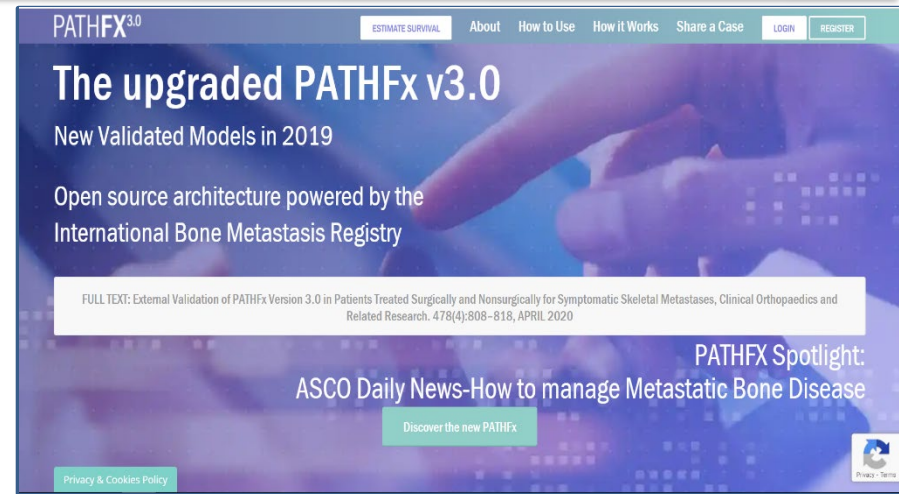 PATHFX3.0
ESTIMATE SURVIVAL
About
How to Use
How it Works
Share a Case
LOGIN
REGISTER
The upgraded PATHFx v3.0
New Validated Models in 2019
Open source architecture powered by the
International Bone Metastasis Registry
FULL TEXT: External Validation of PATHFx Version 3.0 in Patients Treated Surgically and Nonsurgically for Symptomatic Skeletal Metastases, Clinical Orthopaedics and
Related Research. 478(4):808–818, APRIL 2020
PATHFX Spotlight:
ASCO Daily News-How to manage Metastatic Bone Disease
Discover the new PATHFx
Privacy & Cookies Policy
Privacy - Terms